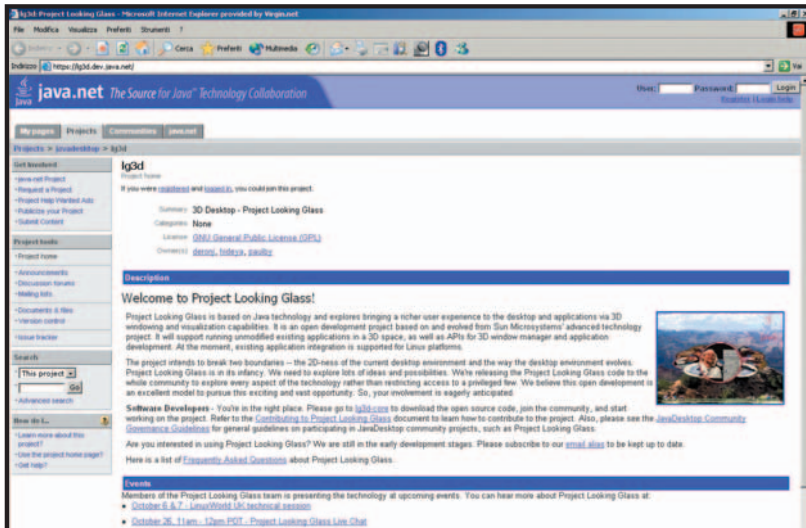 lg3d: Project Looking Glass - Microsoft Internet Explorer provided by Virgin.net
File Modifica Visualizza Preferiti Strumenti ?
Indietro Cerca Preferiti Multimedia
Indirizzo https://lg3d.dev.java.net/ Vai
java java.net The Source for Java™ Technology Collaboration
User: Password: Login
Register | Login help
My pages Projects Communities java.net
Projects > javadesktop > lg3d
Get Involved
java-net Project
Request a Project
Project Help Wanted Ads
Publicize your Project
Submit Content
Project tools
Project home
Announcements
Discussion forums
Mailing lists
Documents & files
Version control
Issue tracker
Search
This project
Go
Advanced search
How do I...
Learn more about this
project?
Use the project home page?
Get help?
lg3d
Project home
If you were registered and logged in, you could join this project.
Summary 3D Desktop - Project Looking Glass
Categories None
License GNU General Public License (GPL)
Owner(s) deronj, hideya, paulby
Description
Welcome to Project Looking Glass!
Project Looking Glass is based on Java technology and explores bringing a richer user experience to the desktop and applications via 3D
windowing and visualization capabilities. It is an open development project based on and evolved from Sun Microsystems' advanced technology
project. It will support running unmodified existing applications in a 3D space, as well as APIs for 3D window manager and application
development. At the moment, existing application integration is supported for Linux platforms.
The project intends to break two boundaries -- the 2D-ness of the current desktop environment and the way the desktop environment evolves.
Project Looking Glass is in its infancy. We need to explore lots of ideas and possibilities. We're releasing the Project Looking Glass code to the
whole community to explore every aspect of the technology rather than restricting access to a privileged few. We believe this open development is
an excellent model for pursuing this exciting and vast opportunity. So, your involvement is eagerly anticipated.
Software Developers - You're in the right place. Please go to lg3d-core to download the open source code, join the community, and start
working on the project. Refer to the Contributing to Project Looking Glass document to learn how to contribute to the project. Also, please see the JavaDesktop Community
Governance Guidelines for general guidelines on participating in JavaDesktop community projects, such as Project Looking Glass.
Are you interested in using Project Looking Glass? We are still in the early development stages. Please subscribe to our email alias to be kept up to date.
Here is a list of Frequently Asked Questions about Project Looking Glass.
Events
Members of the Project Looking Glass team is presenting the technology at upcoming events. You can hear more about Project Looking Glass at:
October 6 & 7 - LinuxWorld UK technical session
October 26, 11am - 12pm PDT - Project Looking Glass Live Chat